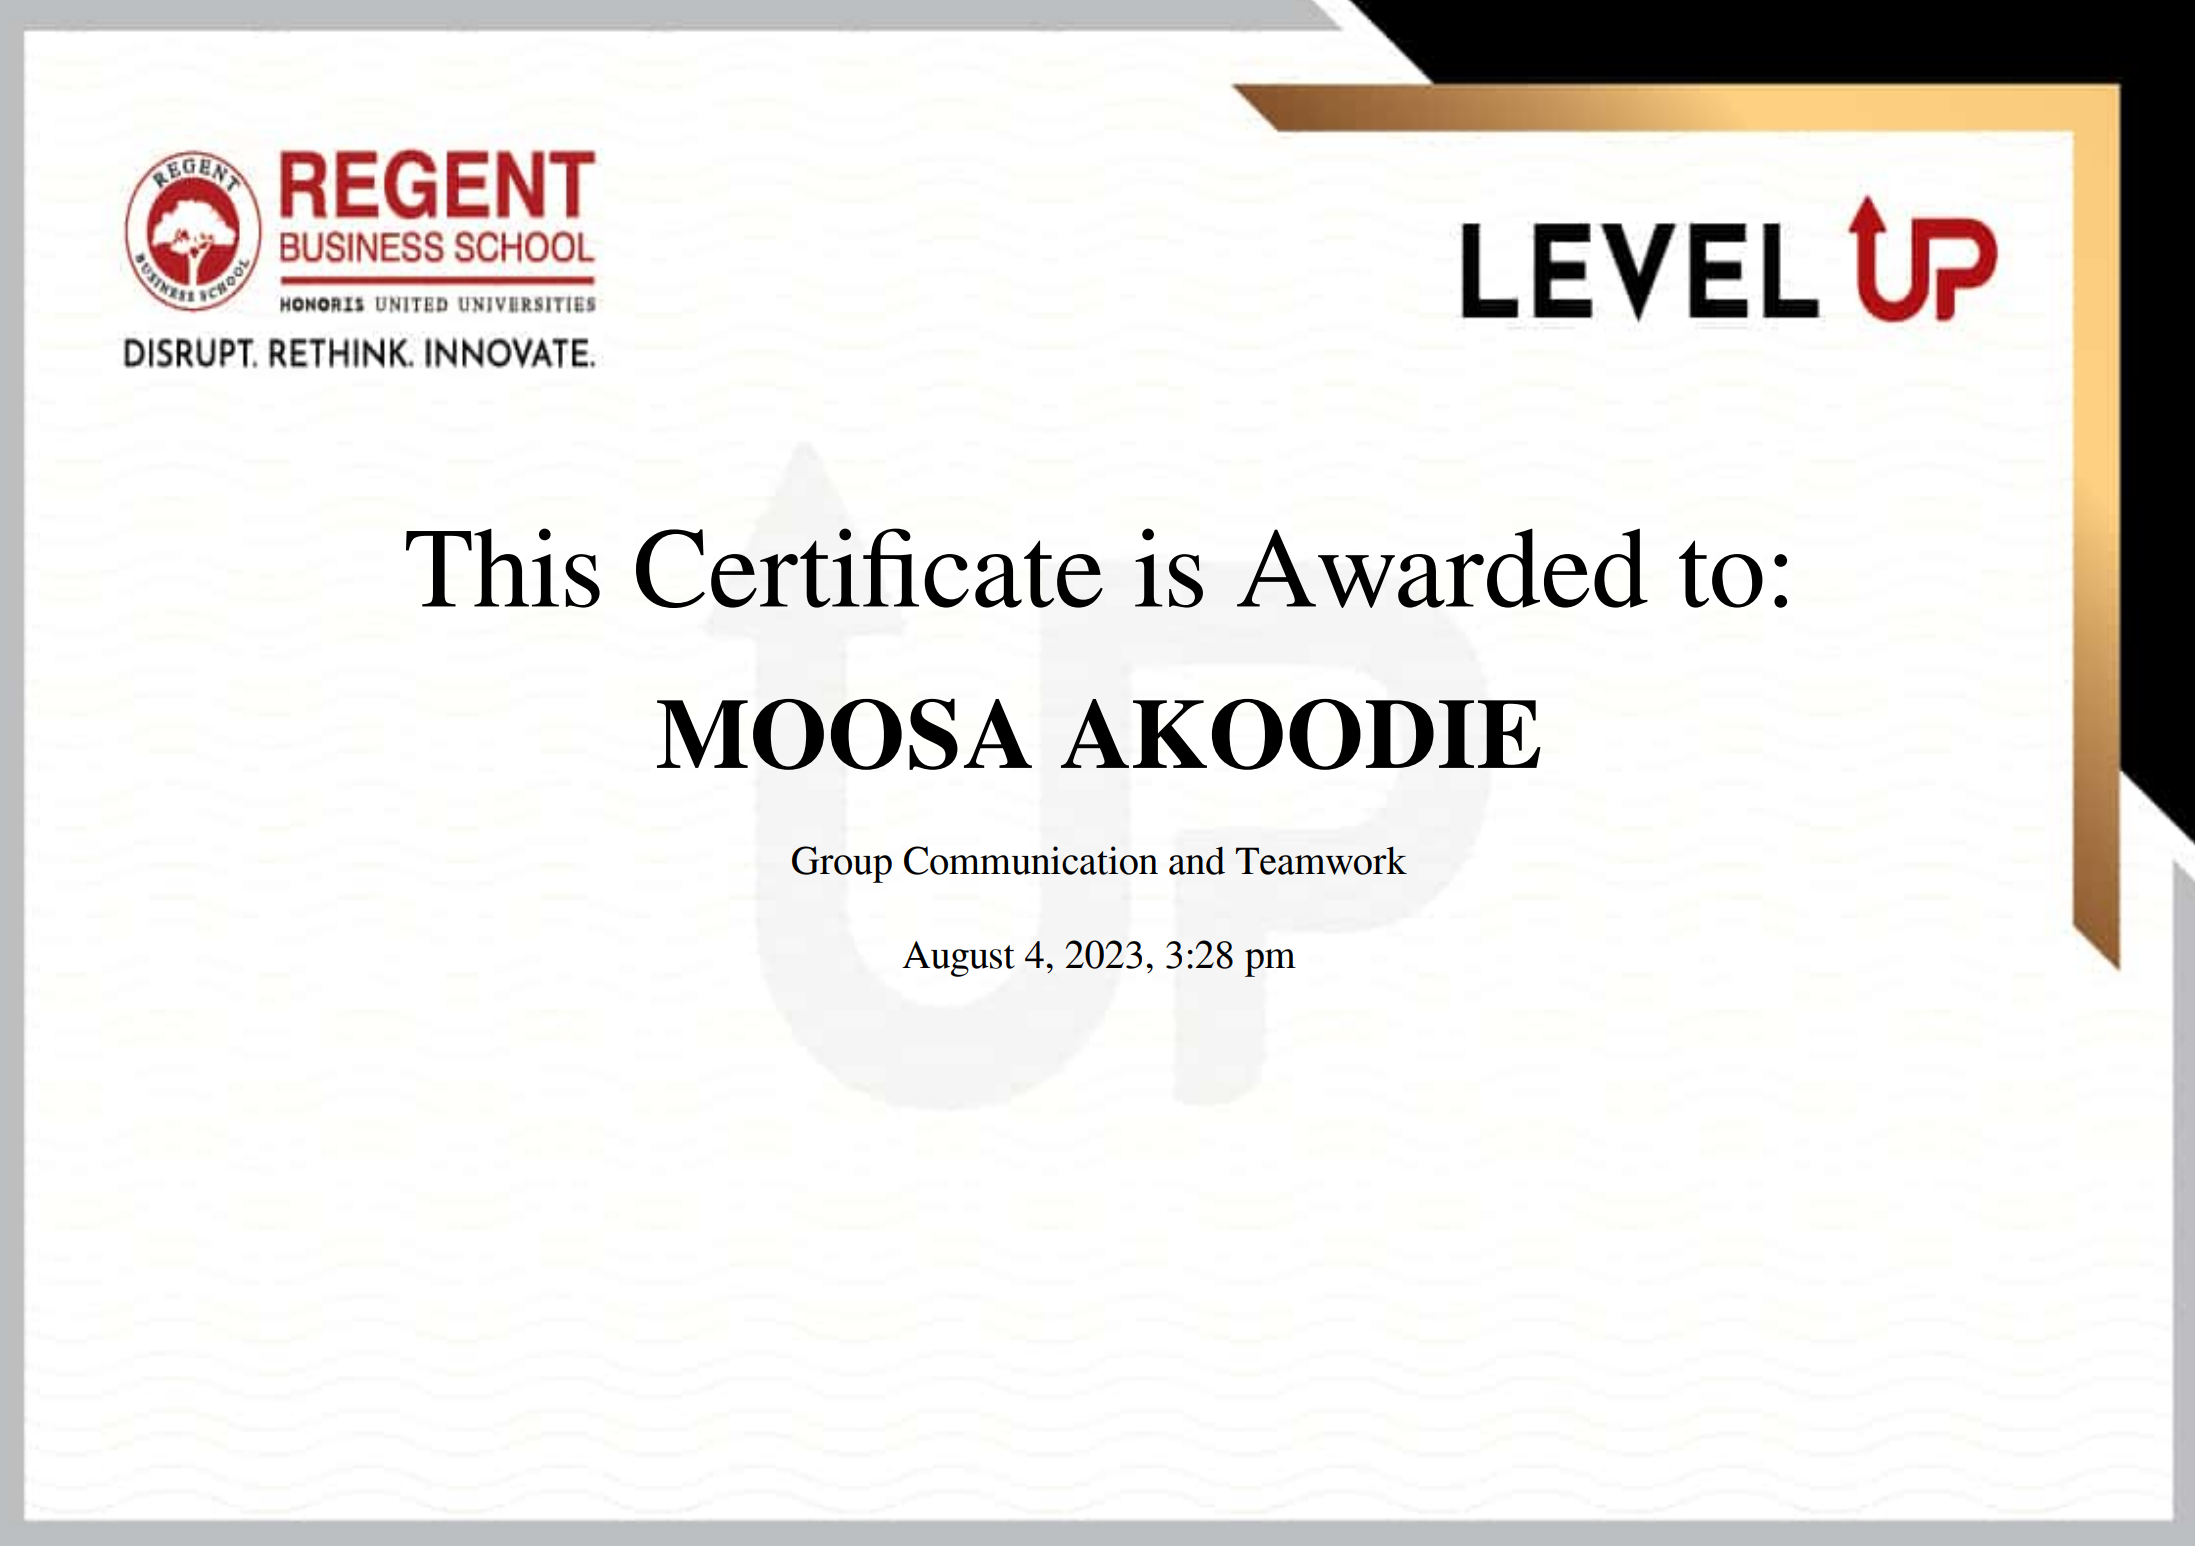 REGENT
BUSINESS SCHOOL
REGENT
BUSINESS SCHOOL
HONORIS UNITED UNIVERSITIES
DISRUPT. RETHINK. INNOVATE.
LEVEL UP
This Certificate is Awarded to:
MOOSA AKOODIE
Group Communication and Teamwork
August 4, 2023, 3:28 pm
UP